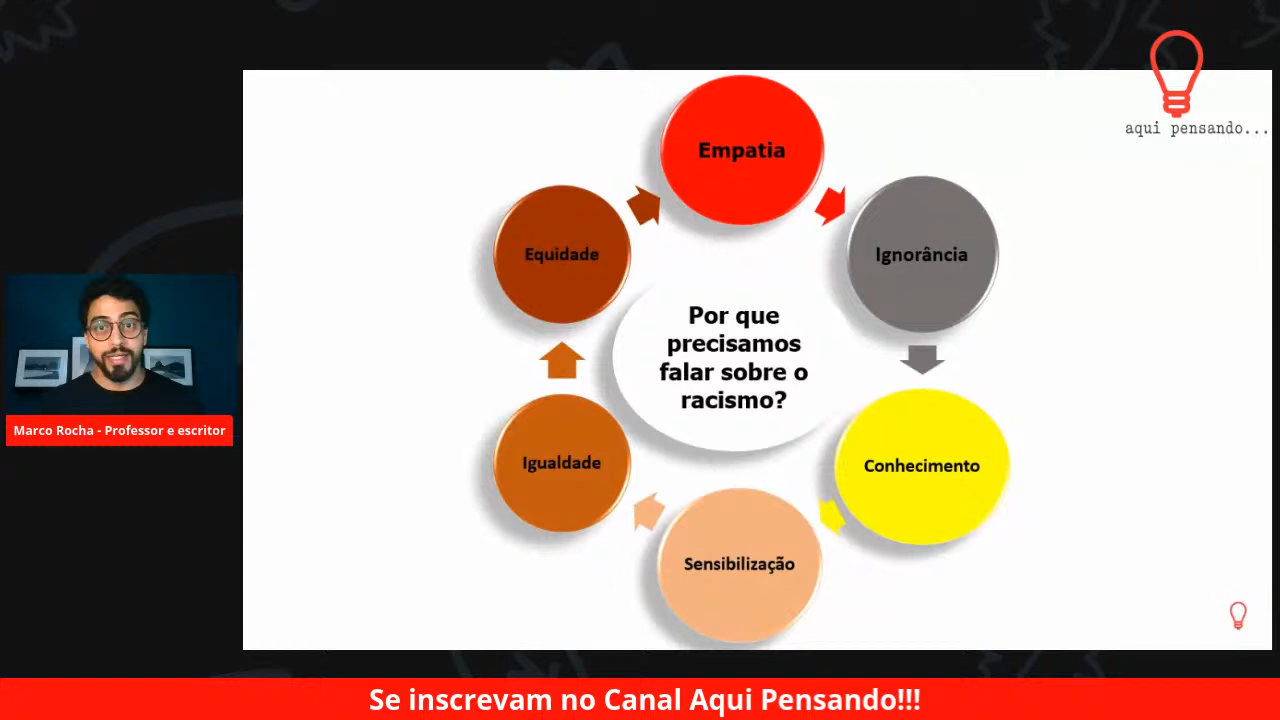 aqui pensando...
Empatia
Equidade
Ignorância
Por que
precisamos
falar sobre o
racismo?
Marco Rocha - Professor e escritor
Igualdade
Conhecimento
Sensibilização
Se inscrevam no Canal Aqui Pensando!!!